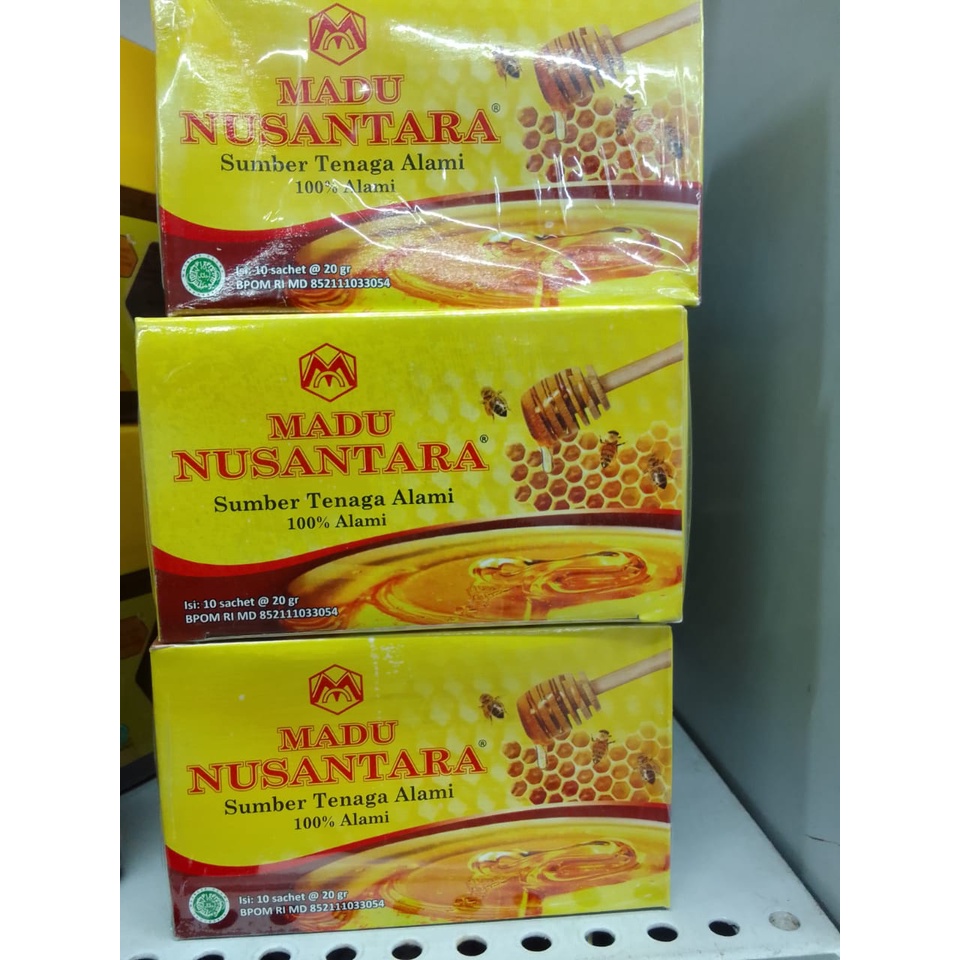 MADU
NUSANTARA®
Sumber Tenaga Alami
100% Alami
Isi: 10 sachet @ 20 gr
BPOM RI MD 852111033054
MADU
NUSANTARA®
Sumber Tenaga Alami
100% Alami
Isi: 10 sachet @ 20 gr
BPOM RI MD 852111033054
MADU
NUSANTARA®
Sumber Tenaga Alami
100% Alami
Isi: 10 sachet @ 20 gr
BPOM RI MD 852111033054